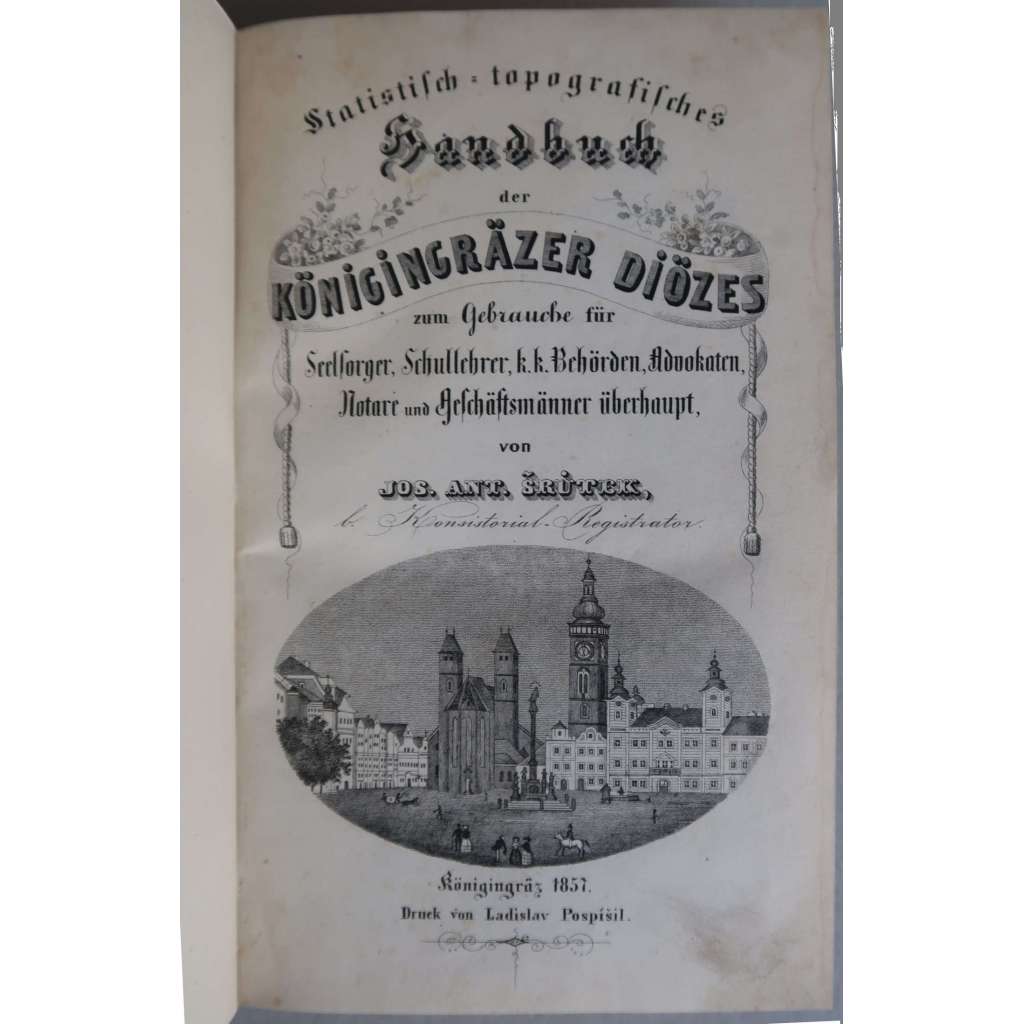 Statistisch-topografisches
Handbuch
der
KÖNIGINGRÄZER DIÖZES
zum Gebrauche für
Seelsorger, Schullehrer, k. k. Behörden, Advokaten,
Notare und Geschäftsmänner überhaupt,
von
JOS. ANT. ŠRŮTEK,
b. Konsistorial-Registrator.
Königingräz 1857.
Druck von Ladislav Pospíšil.